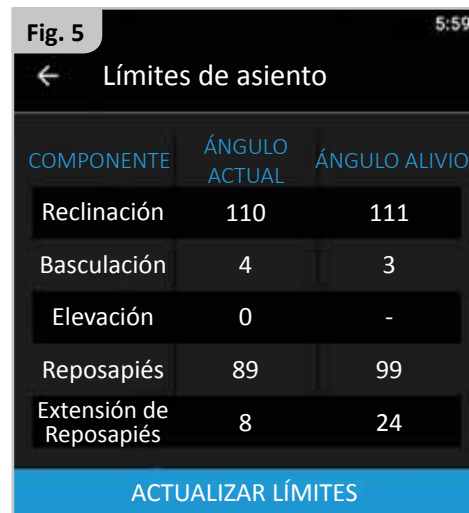 Fig. 5
5:59
← Límites de asiento
COMPONENTE ÁNGULO ACTUAL ÁNGULO ALIVIO
Reclinación 110 111
Basculación 4 3
Elevación 0 -
Reposapiés 89 99
Extensión de Reposapiés 8 24
ACTUALIZAR LÍMITES